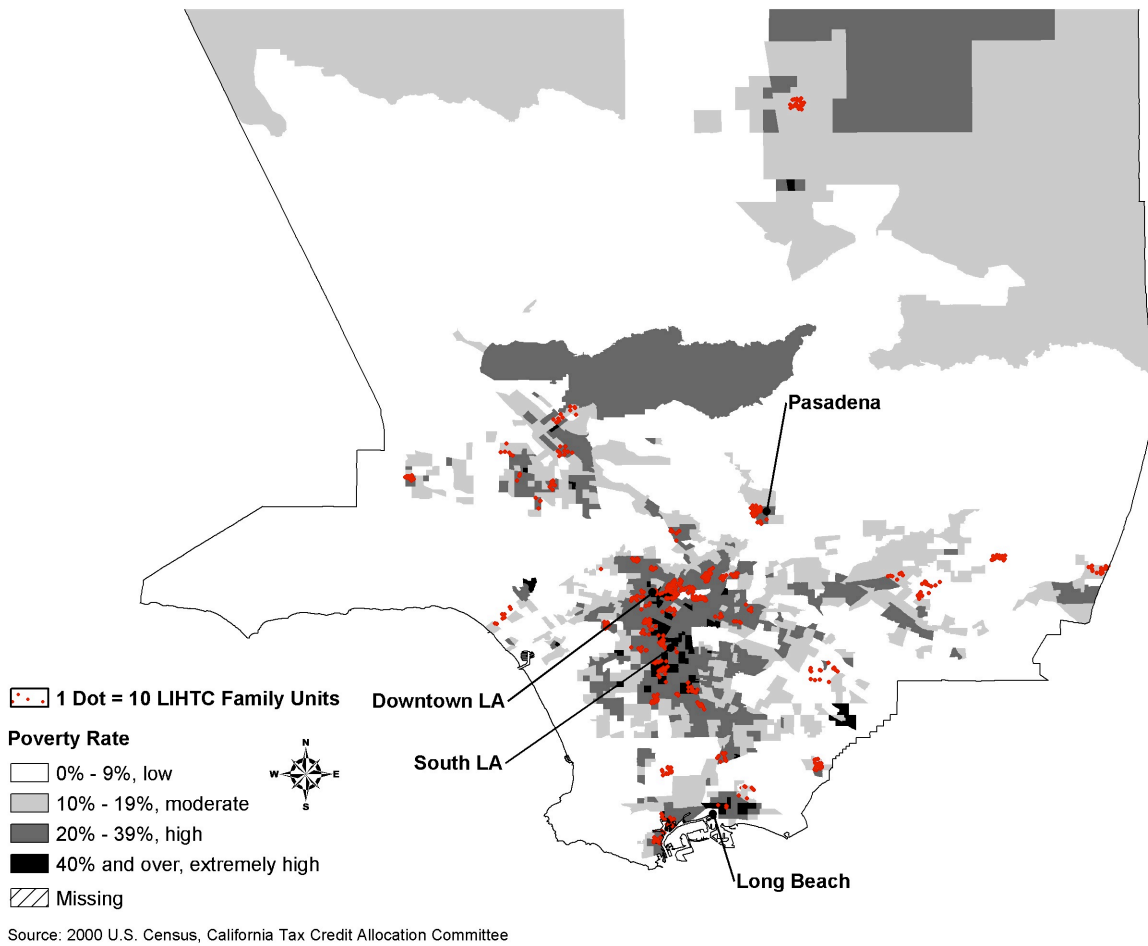 Pasadena
Downtown LA
South LA
Long Beach
1 Dot = 10 LIHTC Family Units
Poverty Rate
0% - 9%, low
10% - 19%, moderate
20% - 39%, high
40% and over, extremely high
Missing
N
W E
S
Source: 2000 U.S. Census, California Tax Credit Allocation Committee